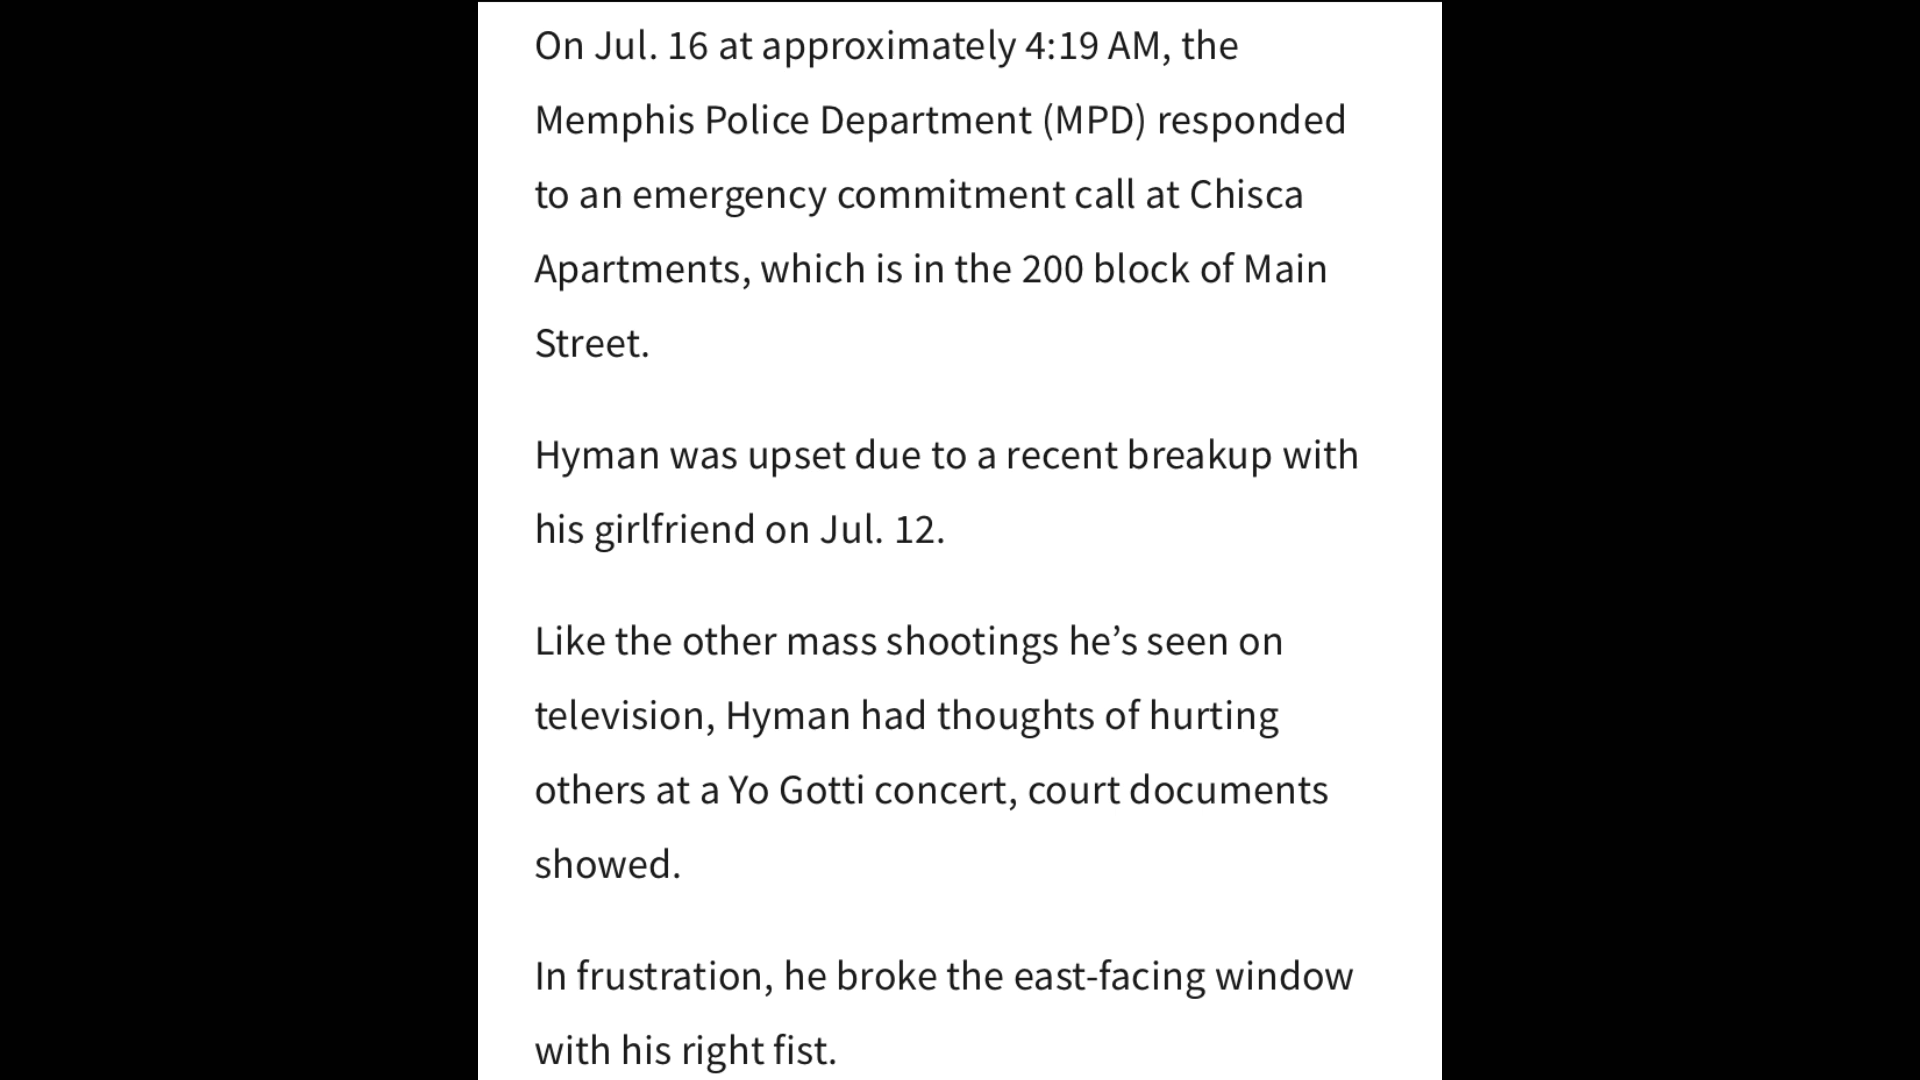 On Jul. 16 at approximately 4:19 AM, the
Memphis Police Department (MPD) responded
to an emergency commitment call at Chisca
Apartments, which is in the 200 block of Main
Street.
Hyman was upset due to a recent breakup with
his girlfriend on Jul. 12.
Like the other mass shootings he’s seen on
television, Hyman had thoughts of hurting
others at a Yo Gotti concert, court documents
showed.
In frustration, he broke the east-facing window
with his right fist.